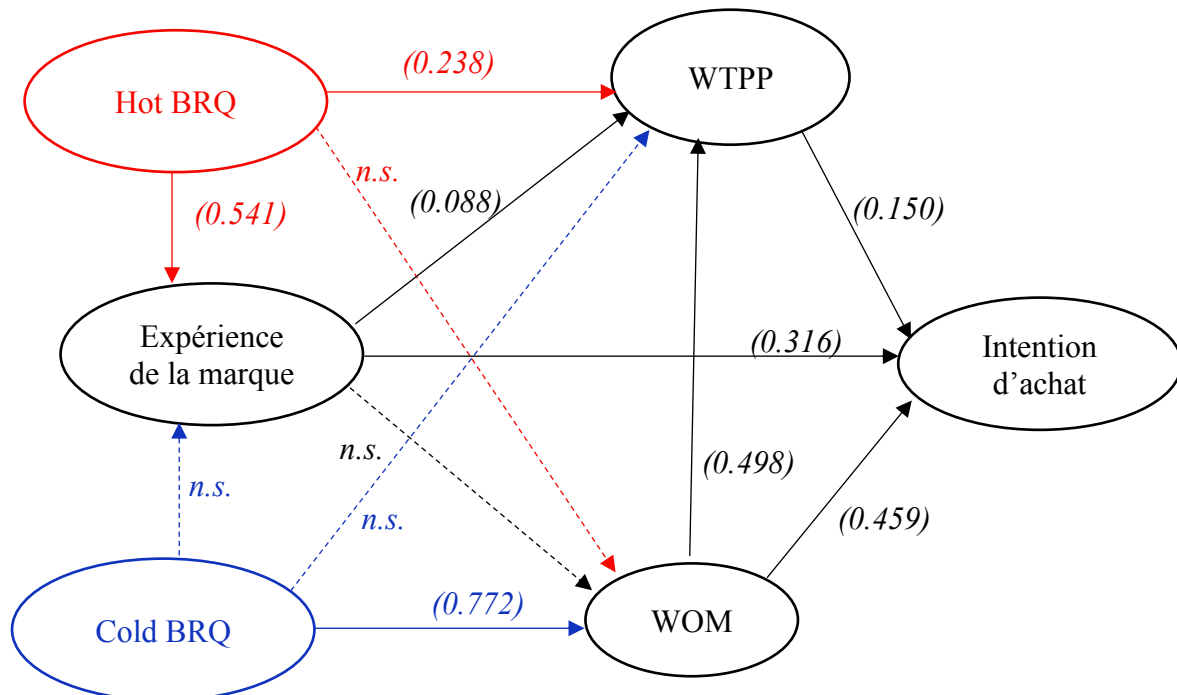 (0.238)
WTPP
Hot BRQ
n.s.
(0.088)
(0.541)
(0.150)
Expérience
de la marque
(0.316)
Intention
d’achat
n.s.
(0.498)
n.s.
n.s.
(0.459)
(0.772)
Cold BRQ
WOM